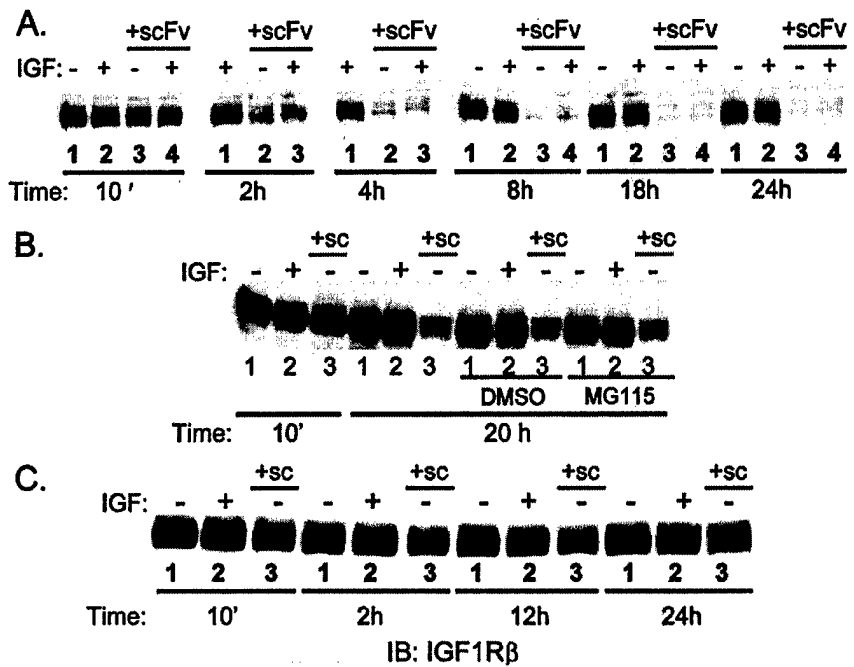 A.
+scFv +scFv +scFv +scFv +scFv +scFv
IGF: - + - + + - + + - + - + - + - + - + - + - +
1 2 3 4 1 2 3 1 2 3 1 2 3 4 1 2 3 4 1 2 3 4
Time: 10 ' 2h 4h 8h 18h 24h
B.
+sc +sc +sc +sc
IGF: - + - - + - - + - - + -
1 2 3 1 2 3 1 2 3 1 2 3
DMSO MG115
Time: 10' 20 h
C.
+sc +sc +sc +sc
IGF: - + - - + - - + - - + -
1 2 3 1 2 3 1 2 3 1 2 3
Time: 10' 2h 12h 24h
IB: IGF1Rβ